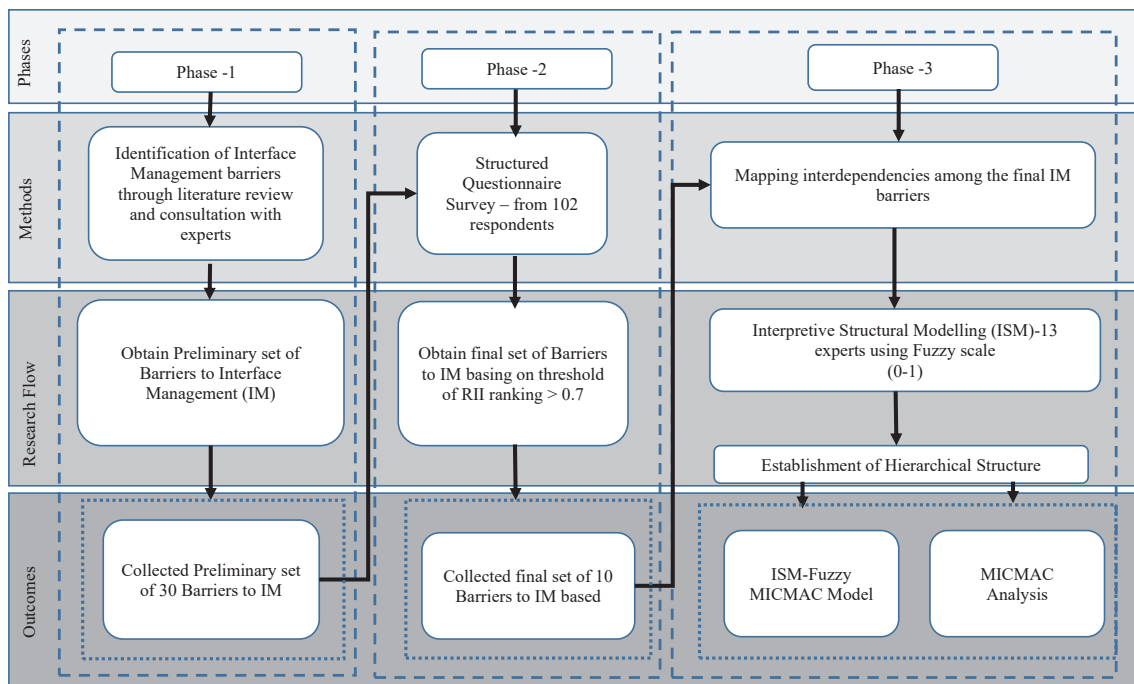 Phases
Phase -1
Phase -2
Phase -3
Methods
Identification of Interface
Management barriers
through literature review
and consultation with
experts
Structured
Questionnaire
Survey – from 102
respondents
Mapping interdependencies among the final IM
barriers
Research Flow
Obtain Preliminary set of
Barriers to Interface
Management (IM)
Obtain final set of Barriers
to IM basing on threshold
of RII ranking > 0.7
Interpretive Structural Modelling (ISM)-13
experts using Fuzzy scale
(0-1)
Establishment of Hierarchical Structure
Outcomes
Collected Preliminary set
of 30 Barriers to IM
Collected final set of 10
Barriers to IM based
ISM-Fuzzy
MICMAC Model
MICMAC
Analysis